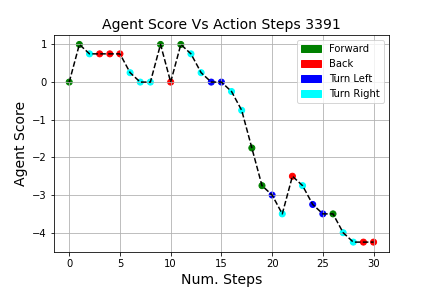 Agent Score Vs Action Steps 3391
Forward
Back
Turn Left
Turn Right
Agent Score
1
0
−1
−2
−3
−4
0 5 10 15 20 25 30
Num. Steps